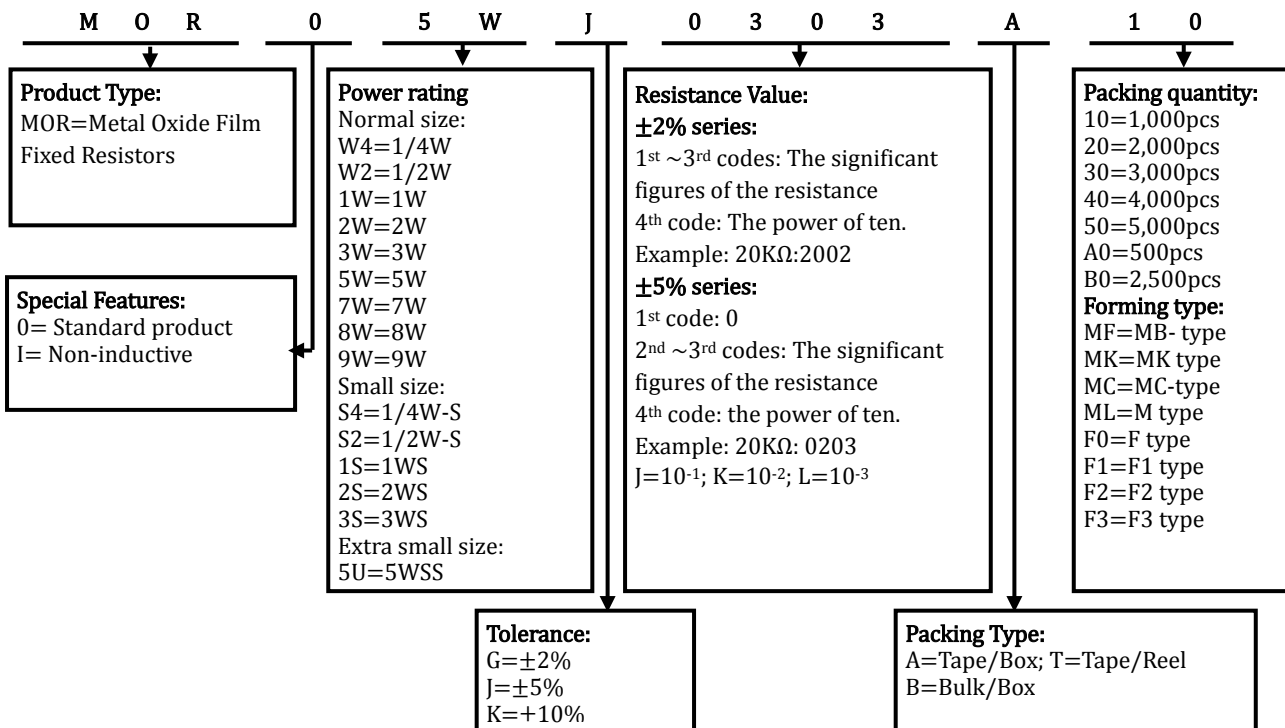 M O R 0 5 W J 0 3 0 3 A 1 0
Product Type:
MOR=Metal Oxide Film
Fixed Resistors
Special Features:
0= Standard product
I= Non-inductive
Power rating
Normal size:
W4=1/4W
W2=1/2W
1W=1W
2W=2W
3W=3W
5W=5W
7W=7W
8W=8W
9W=9W
Small size:
S4=1/4W-S
S2=1/2W-S
1S=1WS
2S=2WS
3S=3WS
Extra small size:
5U=5WSS
Tolerance:
G=±2%
J=±5%
K=+10%
Resistance Value:
±2% series:
1st ~3rd codes: The significant
figures of the resistance
4th code: The power of ten.
Example: 20KΩ:2002
±5% series:
1st code: 0
2nd ~3rd codes: The significant
figures of the resistance
4th code: the power of ten.
Example: 20KΩ: 0203
J=10-1; K=10-2; L=10-3
Packing Type:
A=Tape/Box; T=Tape/Reel
B=Bulk/Box
Packing quantity:
10=1,000pcs
20=2,000pcs
30=3,000pcs
40=4,000pcs
50=5,000pcs
A0=500pcs
B0=2,500pcs
Forming type:
MF=MB- type
MK=MK type
MC=MC-type
ML=M type
F0=F type
F1=F1 type
F2=F2 type
F3=F3 type